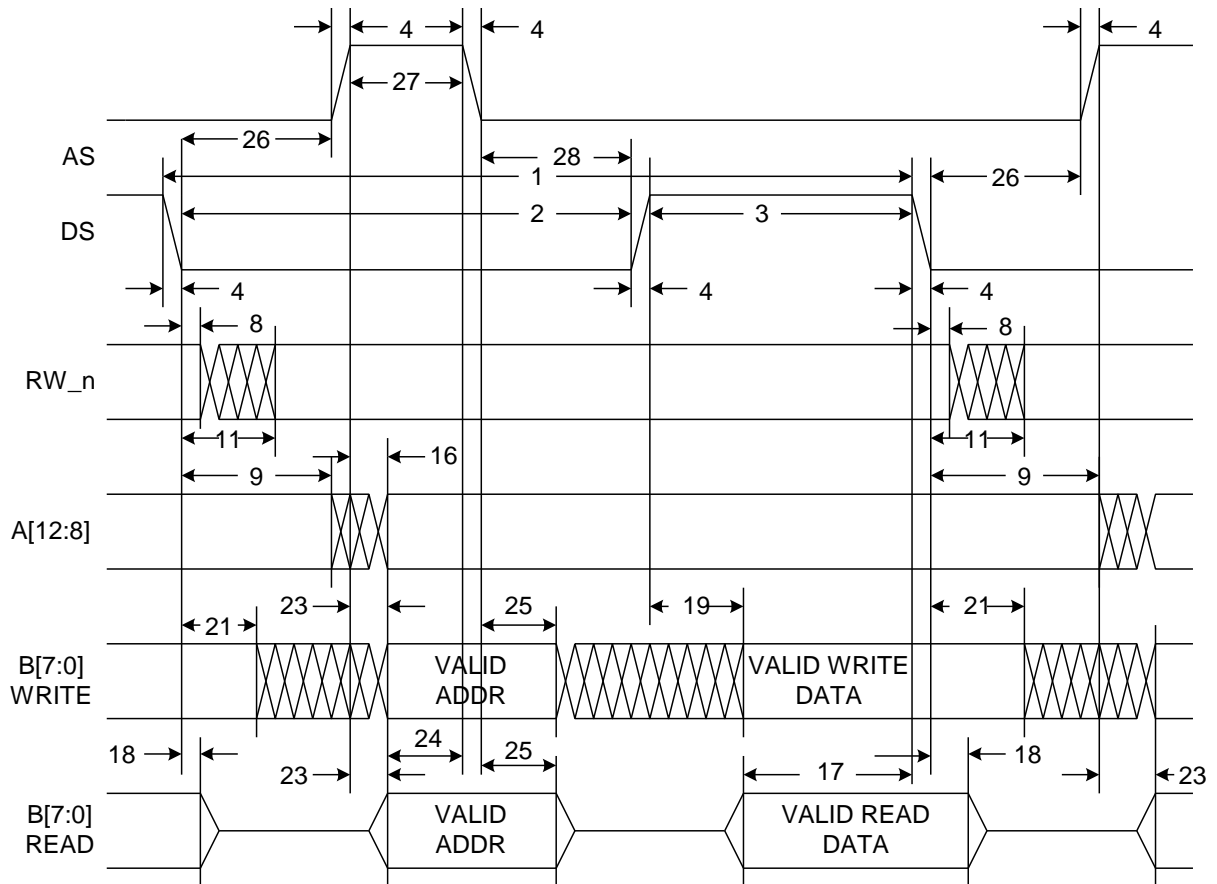 4 4 4
27
26
AS 28
1 26
DS 2 3
4 4 4
8 8
RW_n
11 11
16
9 9
A[12:8]
23 25 19
21 21
B[7:0] VALID VALID WRITE
WRITE ADDR DATA
24
18 18
23 25 17 23
B[7:0] VALID VALID READ
READ ADDR DATA